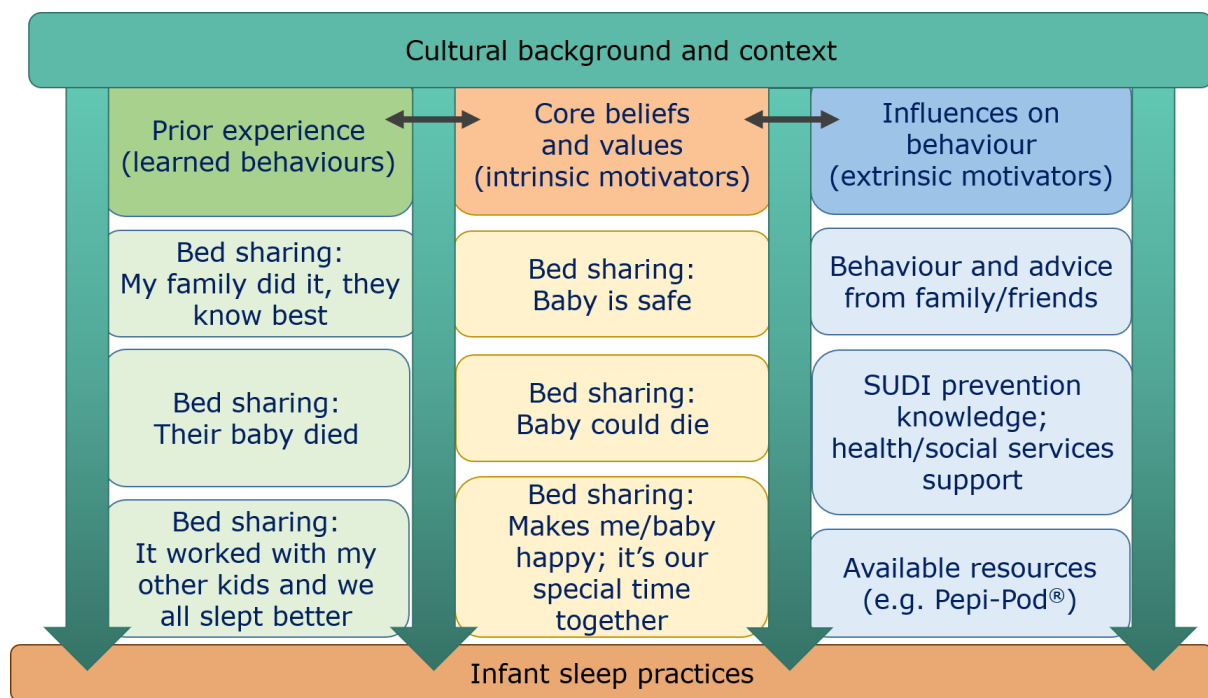 Cultural background and context
Prior experience
(learned behaviours)
Bed sharing:
My family did it, they
know best
Bed sharing:
Their baby died
Bed sharing:
It worked with my
other kids and we
all slept better
Core beliefs
and values
(intrinsic motivators)
Bed sharing:
Baby is safe
Bed sharing:
Baby could die
Bed sharing:
Makes me/baby
happy; it’s our
special time
together
Influences on
behaviour
(extrinsic motivators)
Behaviour and advice
from family/friends
SUDI prevention
knowledge;
health/social services
support
Available resources
(e.g. Pepi-Pod®)
Infant sleep practices